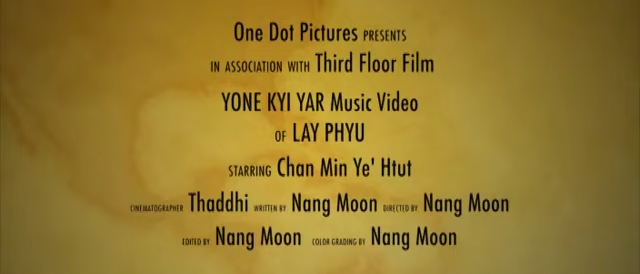 One Dot Pictures PRESENTS
IN ASSOCIATION WITH Third Floor Film
YONE KYI YAR Music Video
OF LAY PHYU
STARRING Chan Min Ye' Htut
CINEMATOGRAPHER Thaddhi WRITTEN BY Nang Moon DIRECTED BY Nang Moon
EDITED BY Nang Moon COLOR GRADING BY Nang Moon